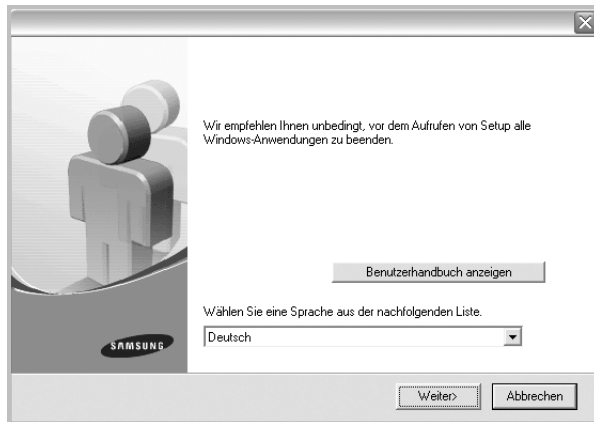 Wir empfehlen Ihnen unbedingt, vor dem Aufrufen von Setup alle
Windows-Anwendungen zu beenden.
Benutzerhandbuch anzeigen
Wählen Sie eine Sprache aus der nachfolgenden Liste.
Deutsch
SAMSUNG
Weiter>
Abbrechen